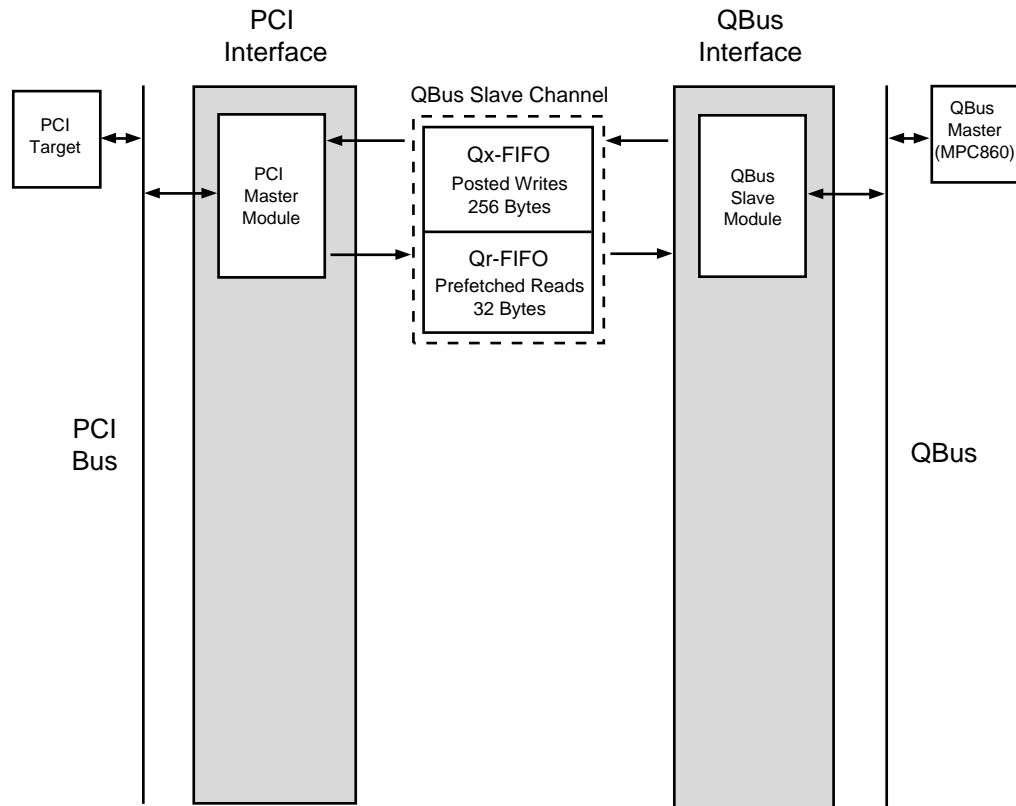 PCI
Interface
QBus
Interface
QBus Slave Channel
PCI
Target
PCI
Master
Module
Qx-FIFO
Posted Writes
256 Bytes
Qr-FIFO
Prefetched Reads
32 Bytes
QBus
Slave
Module
QBus
Master
(MPC860)
PCI
Bus
QBus